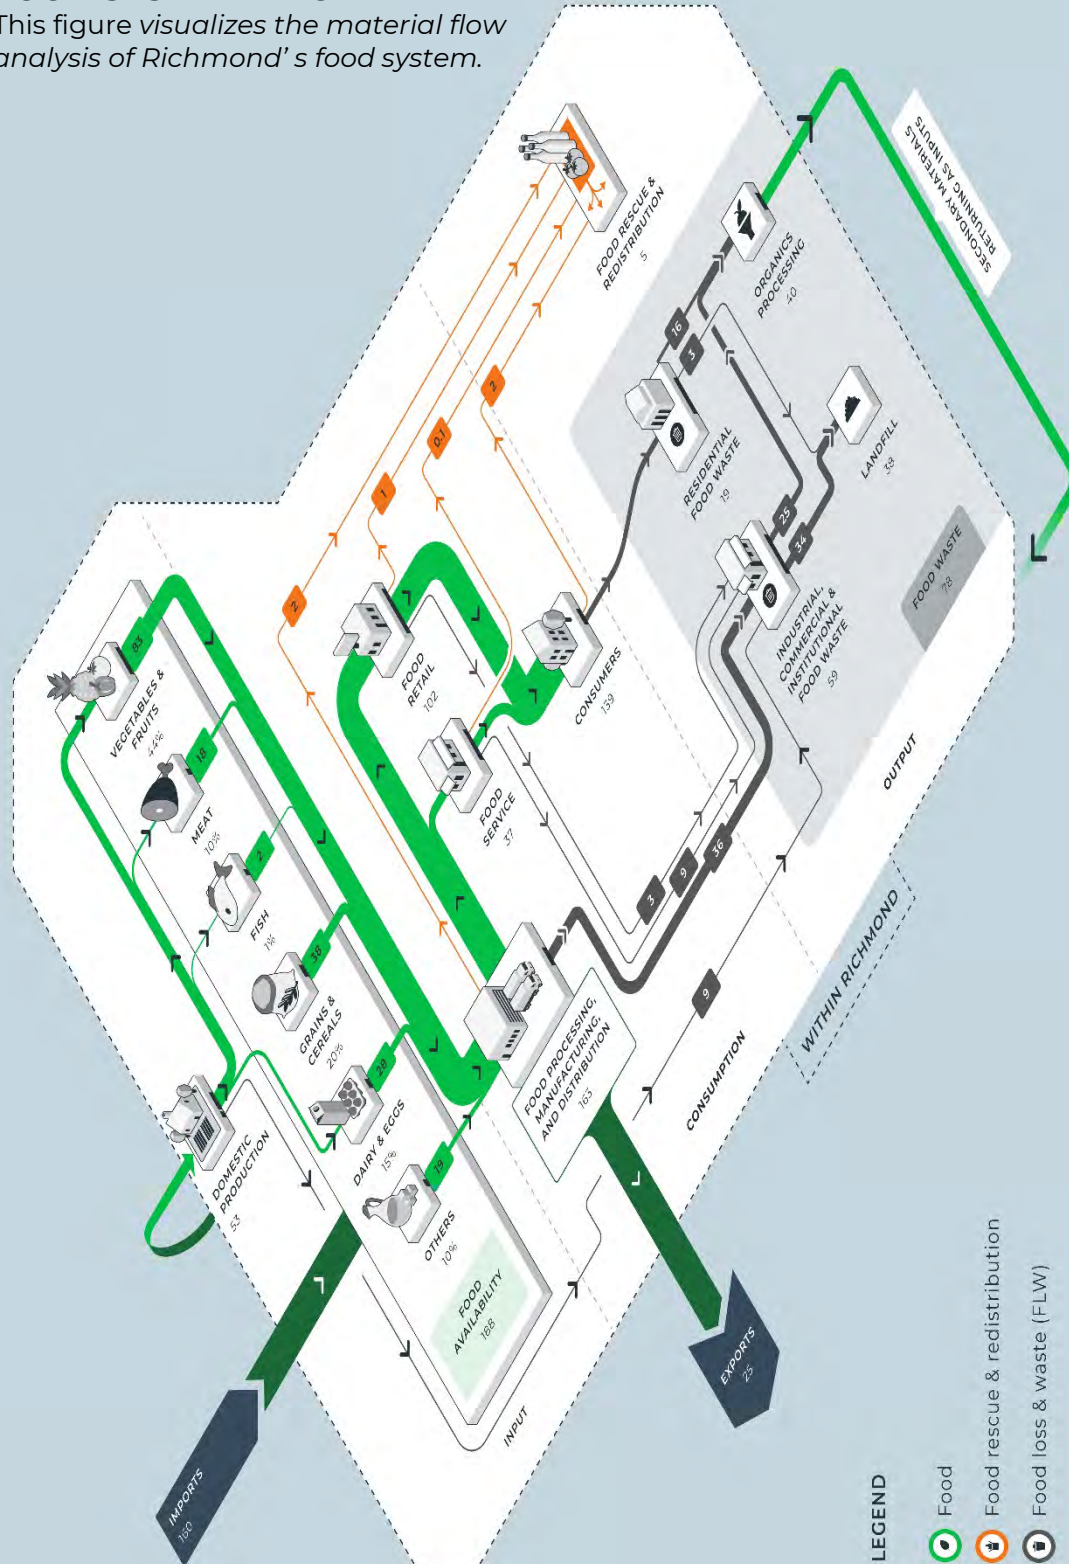 This figure visualizes the material flow
analysis of Richmond' s food system.
IMPORTS
160
DOMESTIC
PRODUCTION
53
VEGETABLES &
FRUITS
44%
83
MEAT
10%
18
FISH
1%
2
GRAINS &
CEREALS
20%
38
DAIRY & EGGS
15%
28
OTHERS
10%
19
FOOD
AVAILABILITY
188
INPUT
FOOD PROCESSING,
MANUFACTURING,
AND DISTRIBUTION
163
EXPORTS
25
FOOD
RETAIL
102
FOOD
SERVICE
37
CONSUMERS
139
2
1
0.1
2
FOOD RESCUE &
REDISTRIBUTION
5
3
9
36
9
CONSUMPTION
RESIDENTIAL
FOOD WASTE
19
16
3
INDUSTRIAL,
COMMERCIAL &
INSTITUTIONAL
FOOD WASTE
59
25
34
ORGANICS
PROCESSING
40
LANDFILL
38
FOOD WASTE
78
OUTPUT
WITHIN RICHMOND
SECONDARY MATERIALS
RETURNING AS INPUTS
LEGEND
Food
Food rescue & redistribution
Food loss & waste (FLW)